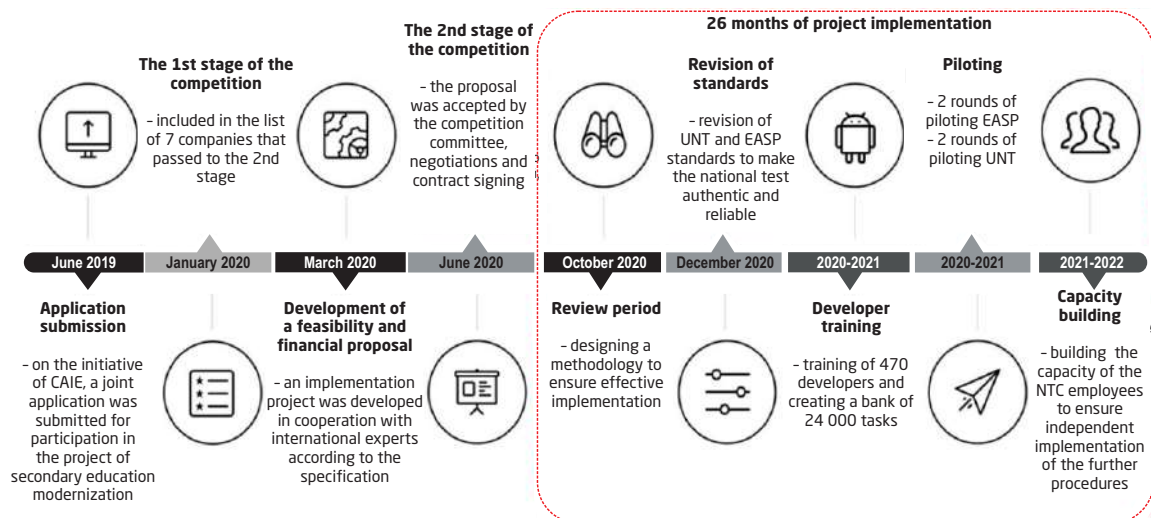 26 months of project implementation
The 1st stage of the
competition
– included in the list
of 7 companies that
passed to the 2nd
stage
The 2nd stage of
the competition
– the proposal
was accepted by
the competition
committee,
negotiations and
contract signing
Revision of
standards
– revision of
UNT and EASP
standards to make
the national test
authentic and
reliable
Piloting
– 2 rounds of
piloting EASP
– 2 rounds of
piloting UNT
June 2019
January 2020
March 2020
June 2020
October 2020
December 2020
2020-2021
2020-2021
2021-2022
Application
submission
– on the initiative
of CAIE, a joint
application was
submitted for
participation in
the project of
secondary education
modernization
Development of
a feasibility and
financial proposal
– an implementation
project was developed
in cooperation with
international experts
according to the
specification
Review period
– designing a
methodology to
ensure effective
implementation
Developer
training
– training of 470
developers and
creating a bank of
24 000 tasks
Capacity
building
– building the
capacity of the
NTC employees
to ensure
independent
implementation
of the further
procedures